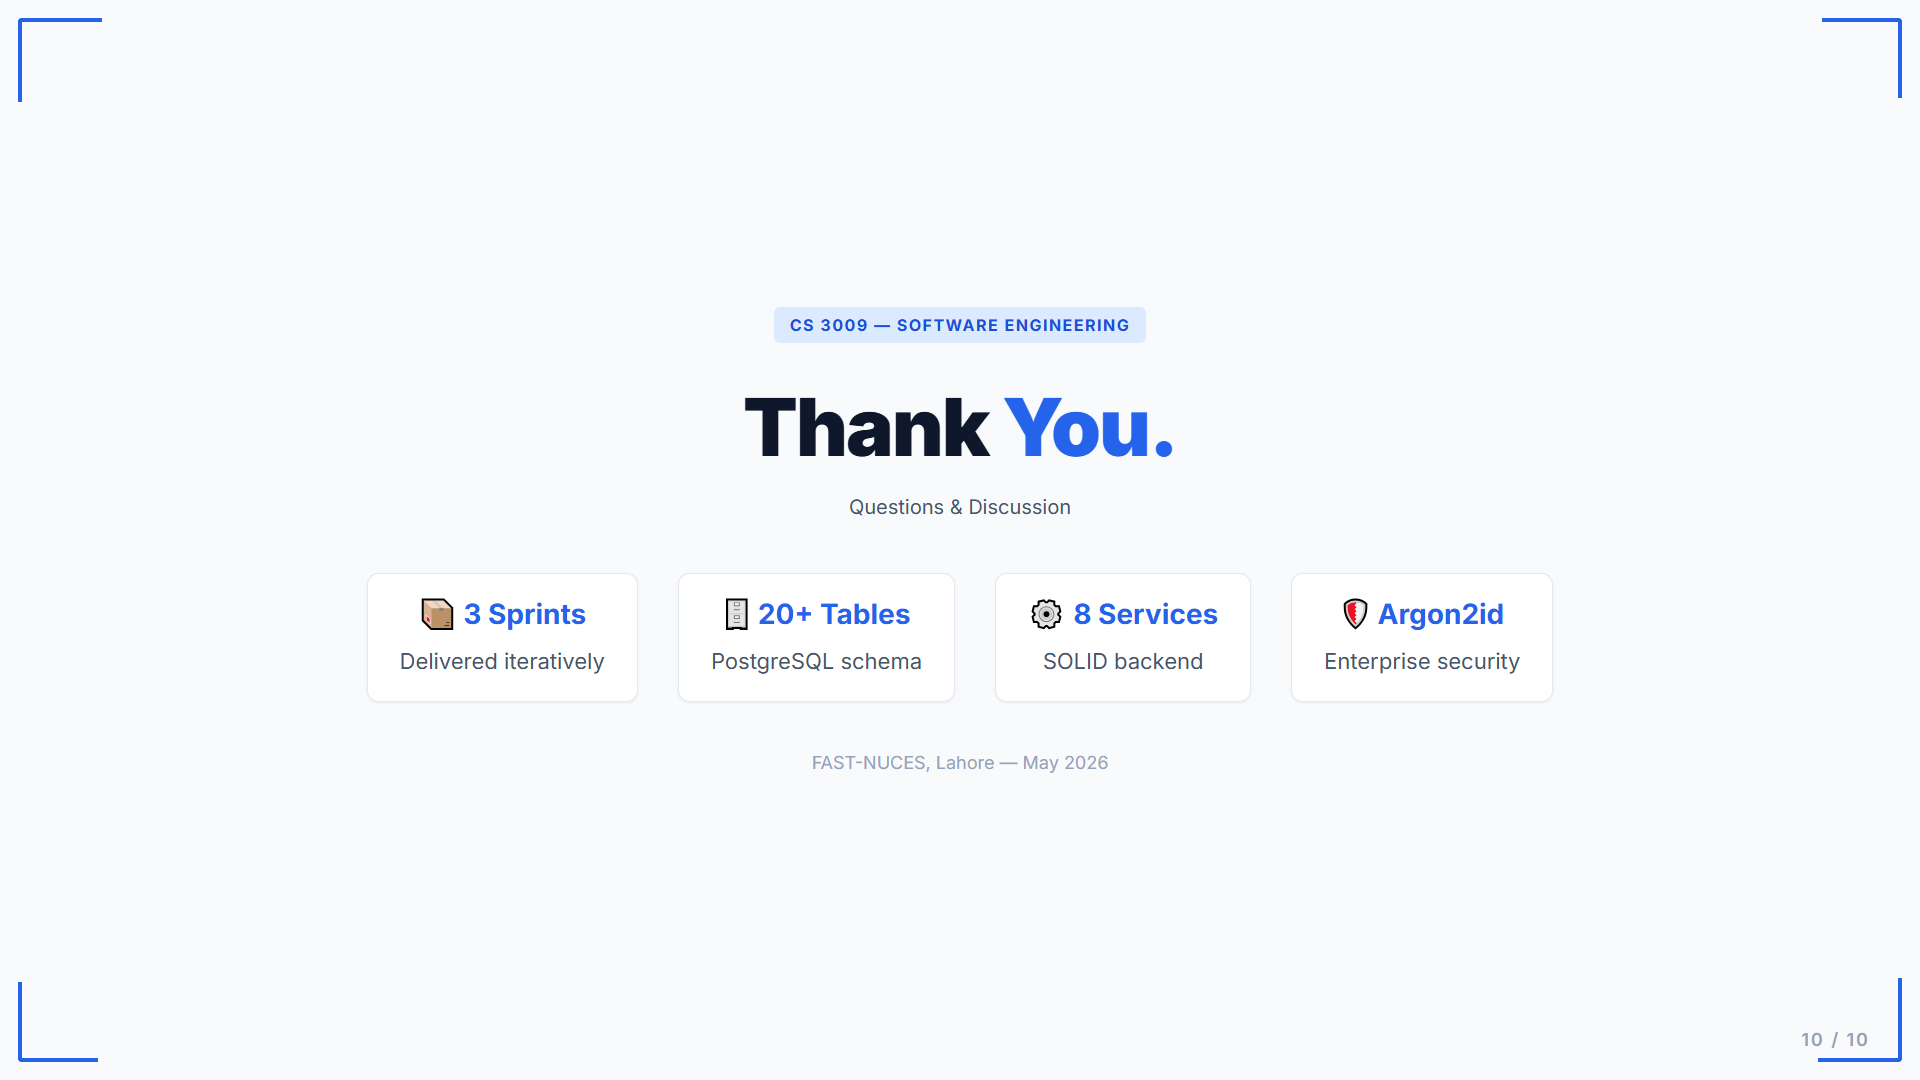 CS 3009 — SOFTWARE ENGINEERING
Thank You.
Questions & Discussion
3 Sprints
Delivered iteratively
20+ Tables
PostgreSQL schema
8 Services
SOLID backend
Argon2id
Enterprise security
FAST-NUCES, Lahore — May 2026
10 / 10